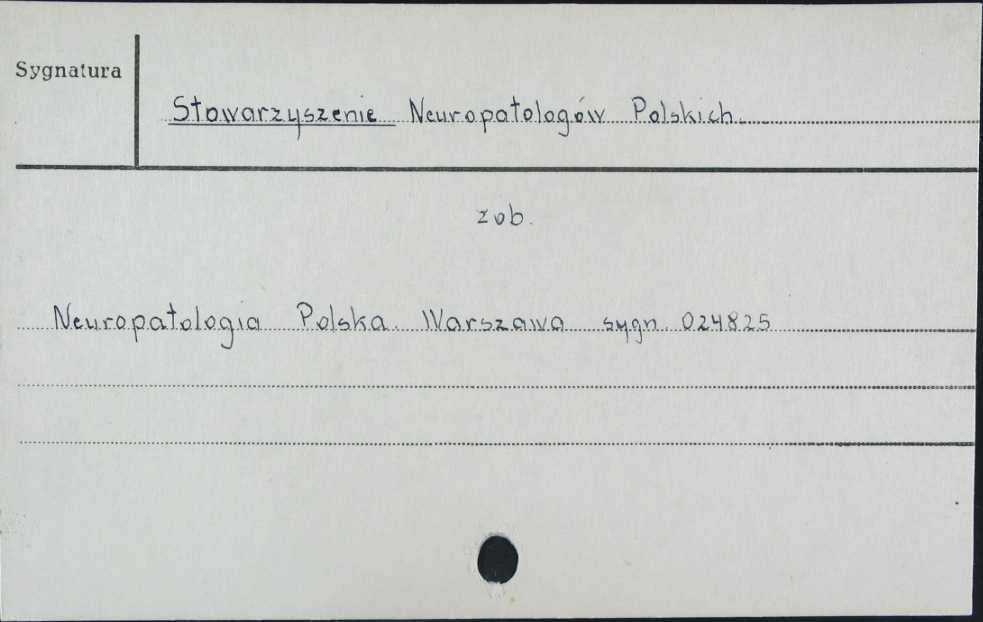 Sygnatura
Stowarzyszenie Neuropatologów Polskich.
zob.
Neuropatologia Polska. Warszawa sygn. 024825